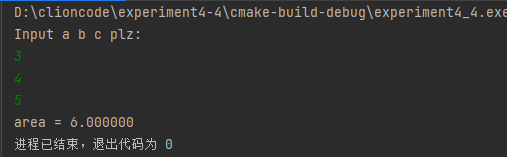 D:\clioncode\experiment4-4\cmake-build-debug\experiment4_4.exe
Input a b c plz:
3
4
5
area = 6.000000
进程已结束，退出代码为 0